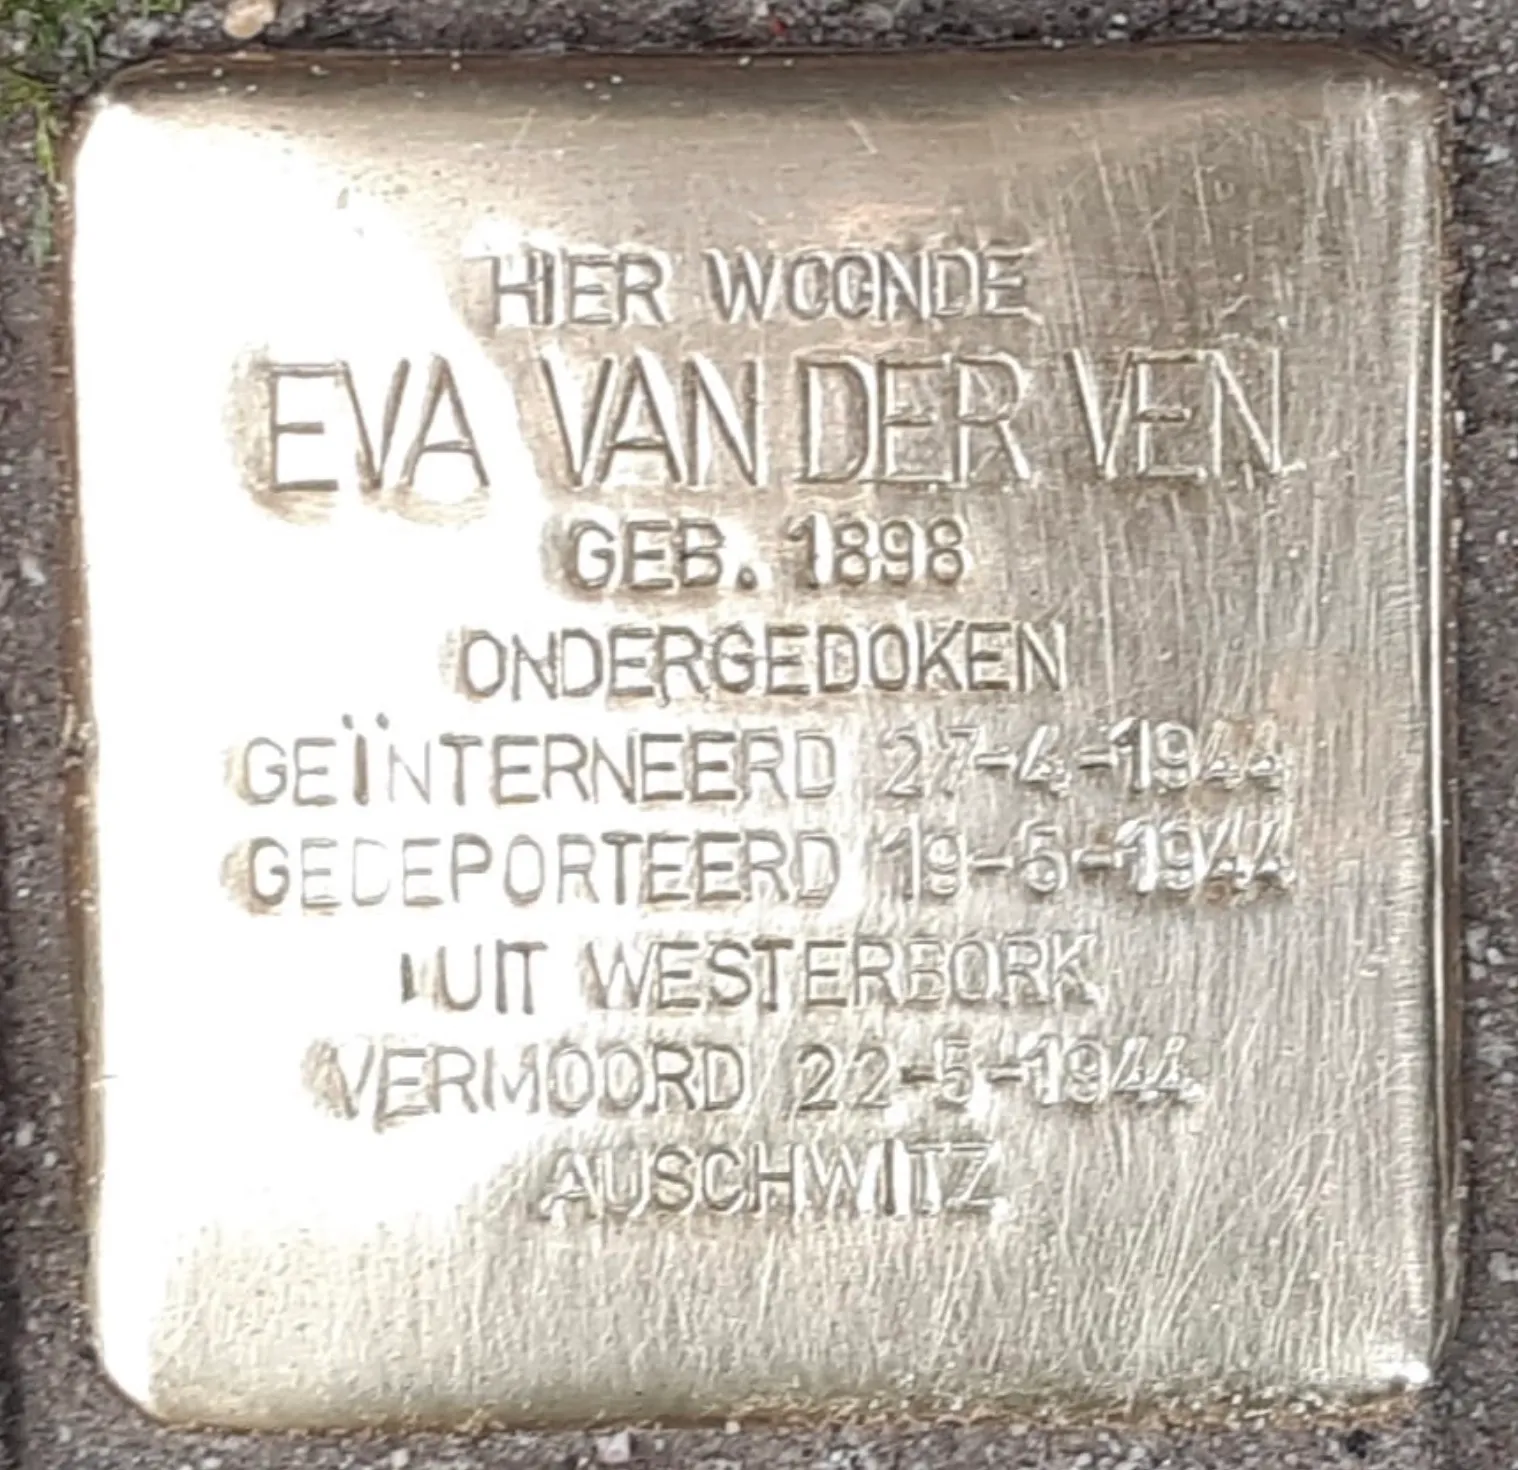 HIER WOONDE
EVA VAN DER VEN
GEB. 1898
ONDERGEDOKEN
GEÏNTERNEERD 27-4-1944
GEDEPORTEERD 19-5-1944
UIT WESTERBORK
VERMOORD 22-5-1944
AUSCHWITZ